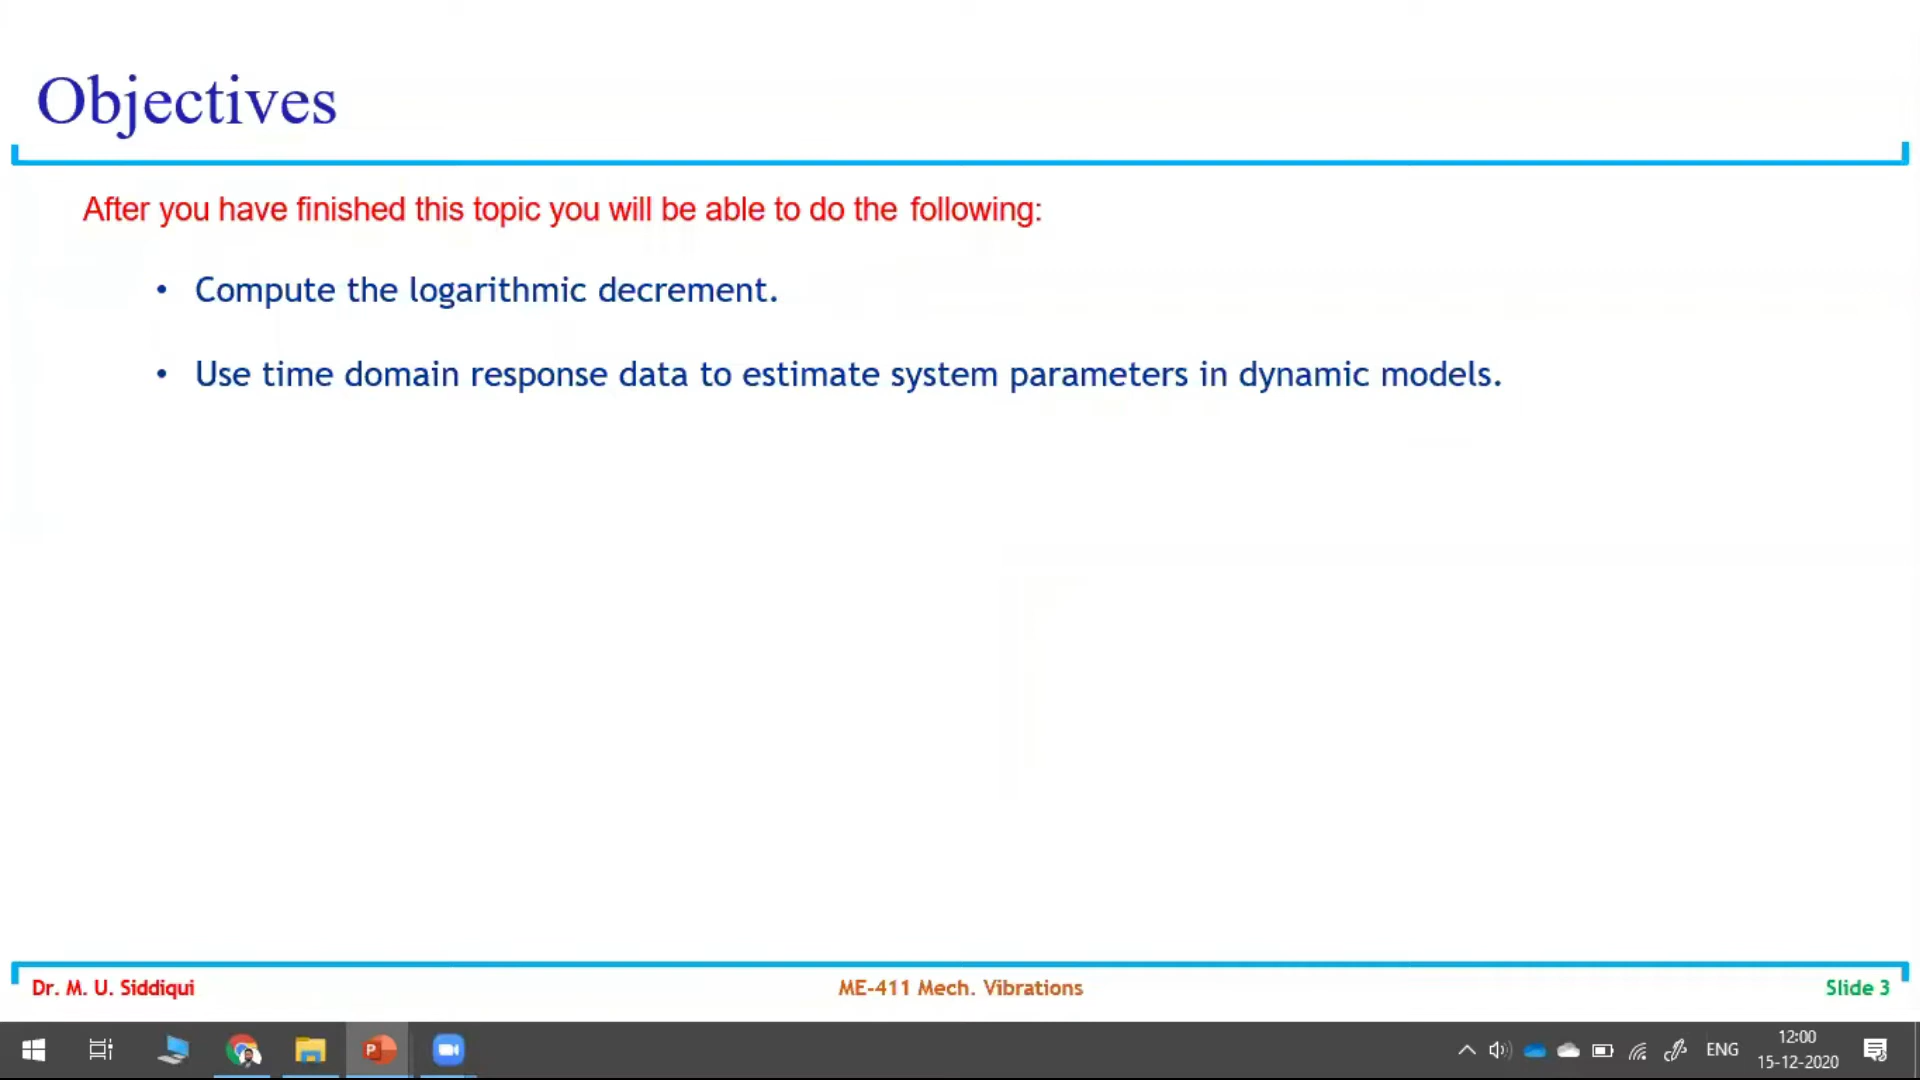 Objectives
After you have finished this topic you will be able to do the following:
• Compute the logarithmic decrement.
• Use time domain response data to estimate system parameters in dynamic models.
Dr. M. U. Siddiqui
ME-411 Mech. Vibrations
Slide 3
ENG
12:00
15-12-2020